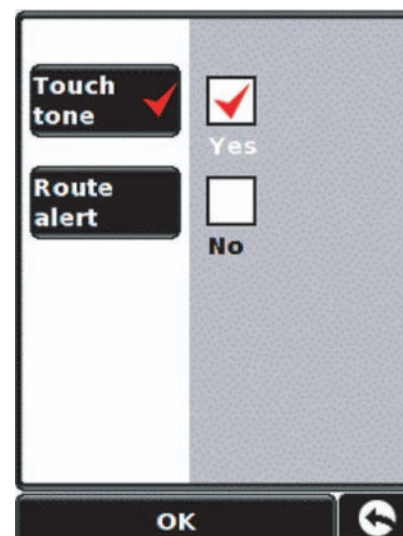 Touch
tone
Yes
Route
alert
No
OK